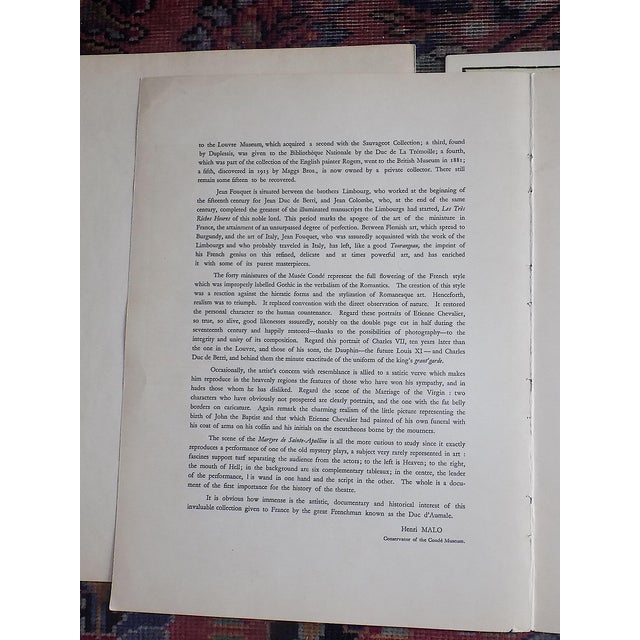 to the Louvre Museum, which acquired a second with the Sauvageot Collection; a third, found
by Duplessis, was given to the Bibliothèque Nationale by the Duc de La Trémoille; a fourth,
which was part of the collection of the English painter Rogers, went to the British Museum in 1881;
a fifth, discovered in 1915 by Maggs Bros., is now owned by a private collector. There still
remain some fifteen to be recovered.
Jean Fouquet is situated between the brothers Limbourg, who worked at the beginning of
the fifteenth century for Jean Duc de Berri, and Jean Colombe, who, at the end of the same
century, completed the greatest of the illuminated manuscripts the Limbourgs had started, Les Très
Riches Heures of this noble lord. This period marks the apogee of the art of the miniature in
France, the attainment of an unsurpassed degree of perfection. Between Flemish art, which spread to
Burgundy, and the art of Italy, Jean Fouquet, who was assuredly acquainted with the work of the
Limbourgs and who probably traveled in Italy, has left, like a good Tourangeau, the imprint of
his French genius on this refined, delicate and at times powerful art, and has enriched
it with some of its purest masterpieces.
The forty miniatures of the Musée Condé represent the full flowering of the French style
which was improperly labelled Gothic in the verbalism of the Romantics. The creation of this style
was a reaction against the hieratic forms and the stylization of Romanesque art. Henceforth,
realism was to triumph. It replaced convention with the direct observation of nature. It restored
the personal character to the human countenance. Regard these portraits of Etienne Chevalier,
so true, so alive, good likenesses assuredly, notably on the double page cut in half during the
seventeenth century and happily restored—thanks to the possibilities of photography—to the
integrity and unity of its composition. Regard this portrait of Charles VII, ten years later than
the one in the Louvre, and those of his sons, the Dauphin—the future Louis XI—and Charles
Duc de Berri, and behind them the minute exactitude of the uniform of the king's grant'garde.
Occasionally, the artist's concern with resemblance is allied to a satiric verve which makes
him reproduce in the heavenly regions the features of those who have won his sympathy, and in
hades those whom he has disliked. Regard the scene of the Marriage of the Virgin : two
characters who have obviously not prospered are clearly portraits, and the one with the fat belly
borders on caricature. Again remark the charming realism of the little picture representing the
birth of John the Baptist and that which Etienne Chevalier had painted of his own funeral with
his coat of arms on his coffin and his initials on the escutcheons borne by the mourners.
The scene of the Martyre de Sainte-Apolline is all the more curious to study since it exactly
reproduces a performance of one of the old mystery plays, a subject very rarely represented in art :
fascines support turf separating the audience from the actors; to the left is Heaven; to the right,
the mouth of Hell; in the background are six complementary tableaux; in the centre, the leader
of the performance, his wand in one hand and the script in the other. The whole is a docu-
ment of the first importance for the history of the theatre.
It is obvious how immense is the artistic, documentary and historical interest of this
invaluable collection given to France by the great Frenchman known as the Duc d'Aumale.
Henri MALO
Conservator of the Condé Museum.